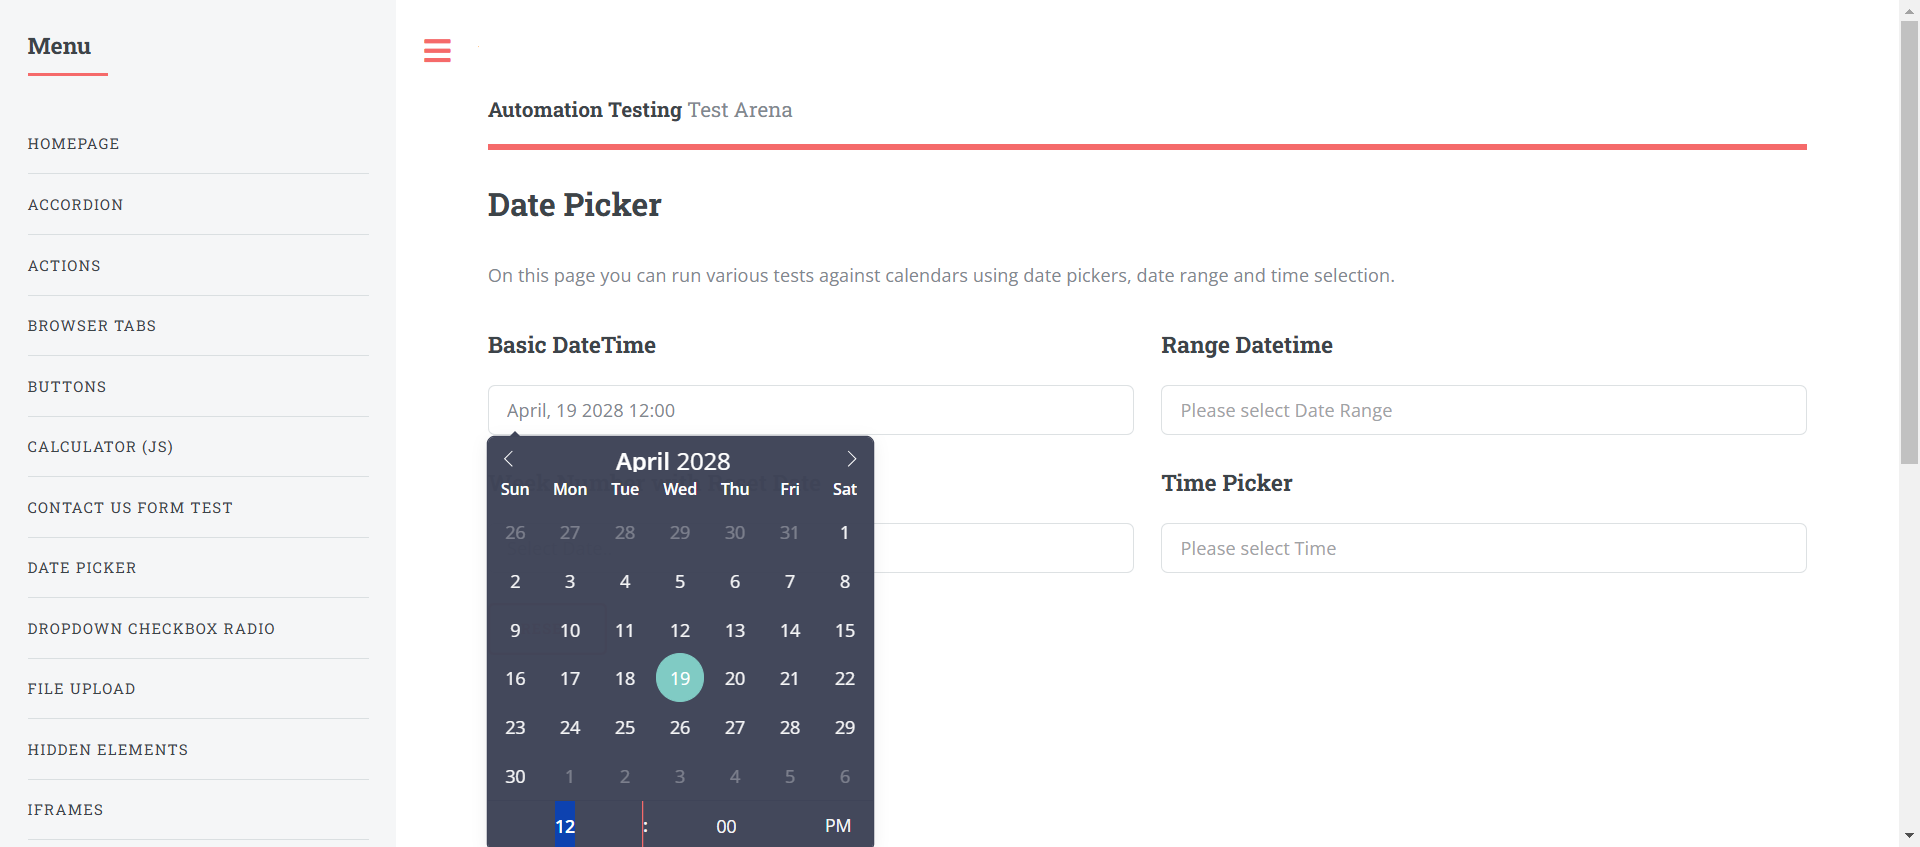 Menu
HOMEPAGE
ACCORDION
ACTIONS
BROWSER TABS
BUTTONS
CALCULATOR (JS)
CONTACT US FORM TEST
DATE PICKER
DROPDOWN CHECKBOX RADIO
FILE UPLOAD
HIDDEN ELEMENTS
IFRAMES
Automation Testing Test Arena
Date Picker
On this page you can run various tests against calendars using date pickers, date range and time selection.
Basic DateTime
April, 19 2028 12:00
April 2028
Sun Mon Tue Wed Thu Fri Sat
26 27 28 29 30 31 1
2 3 4 5 6 7 8
9 10 11 12 13 14 15
16 17 18 19 20 21 22
23 24 25 26 27 28 29
30 1 2 3 4 5 6
12 : 00 PM
Range Datetime
Please select Date Range
Time Picker
Please select Time